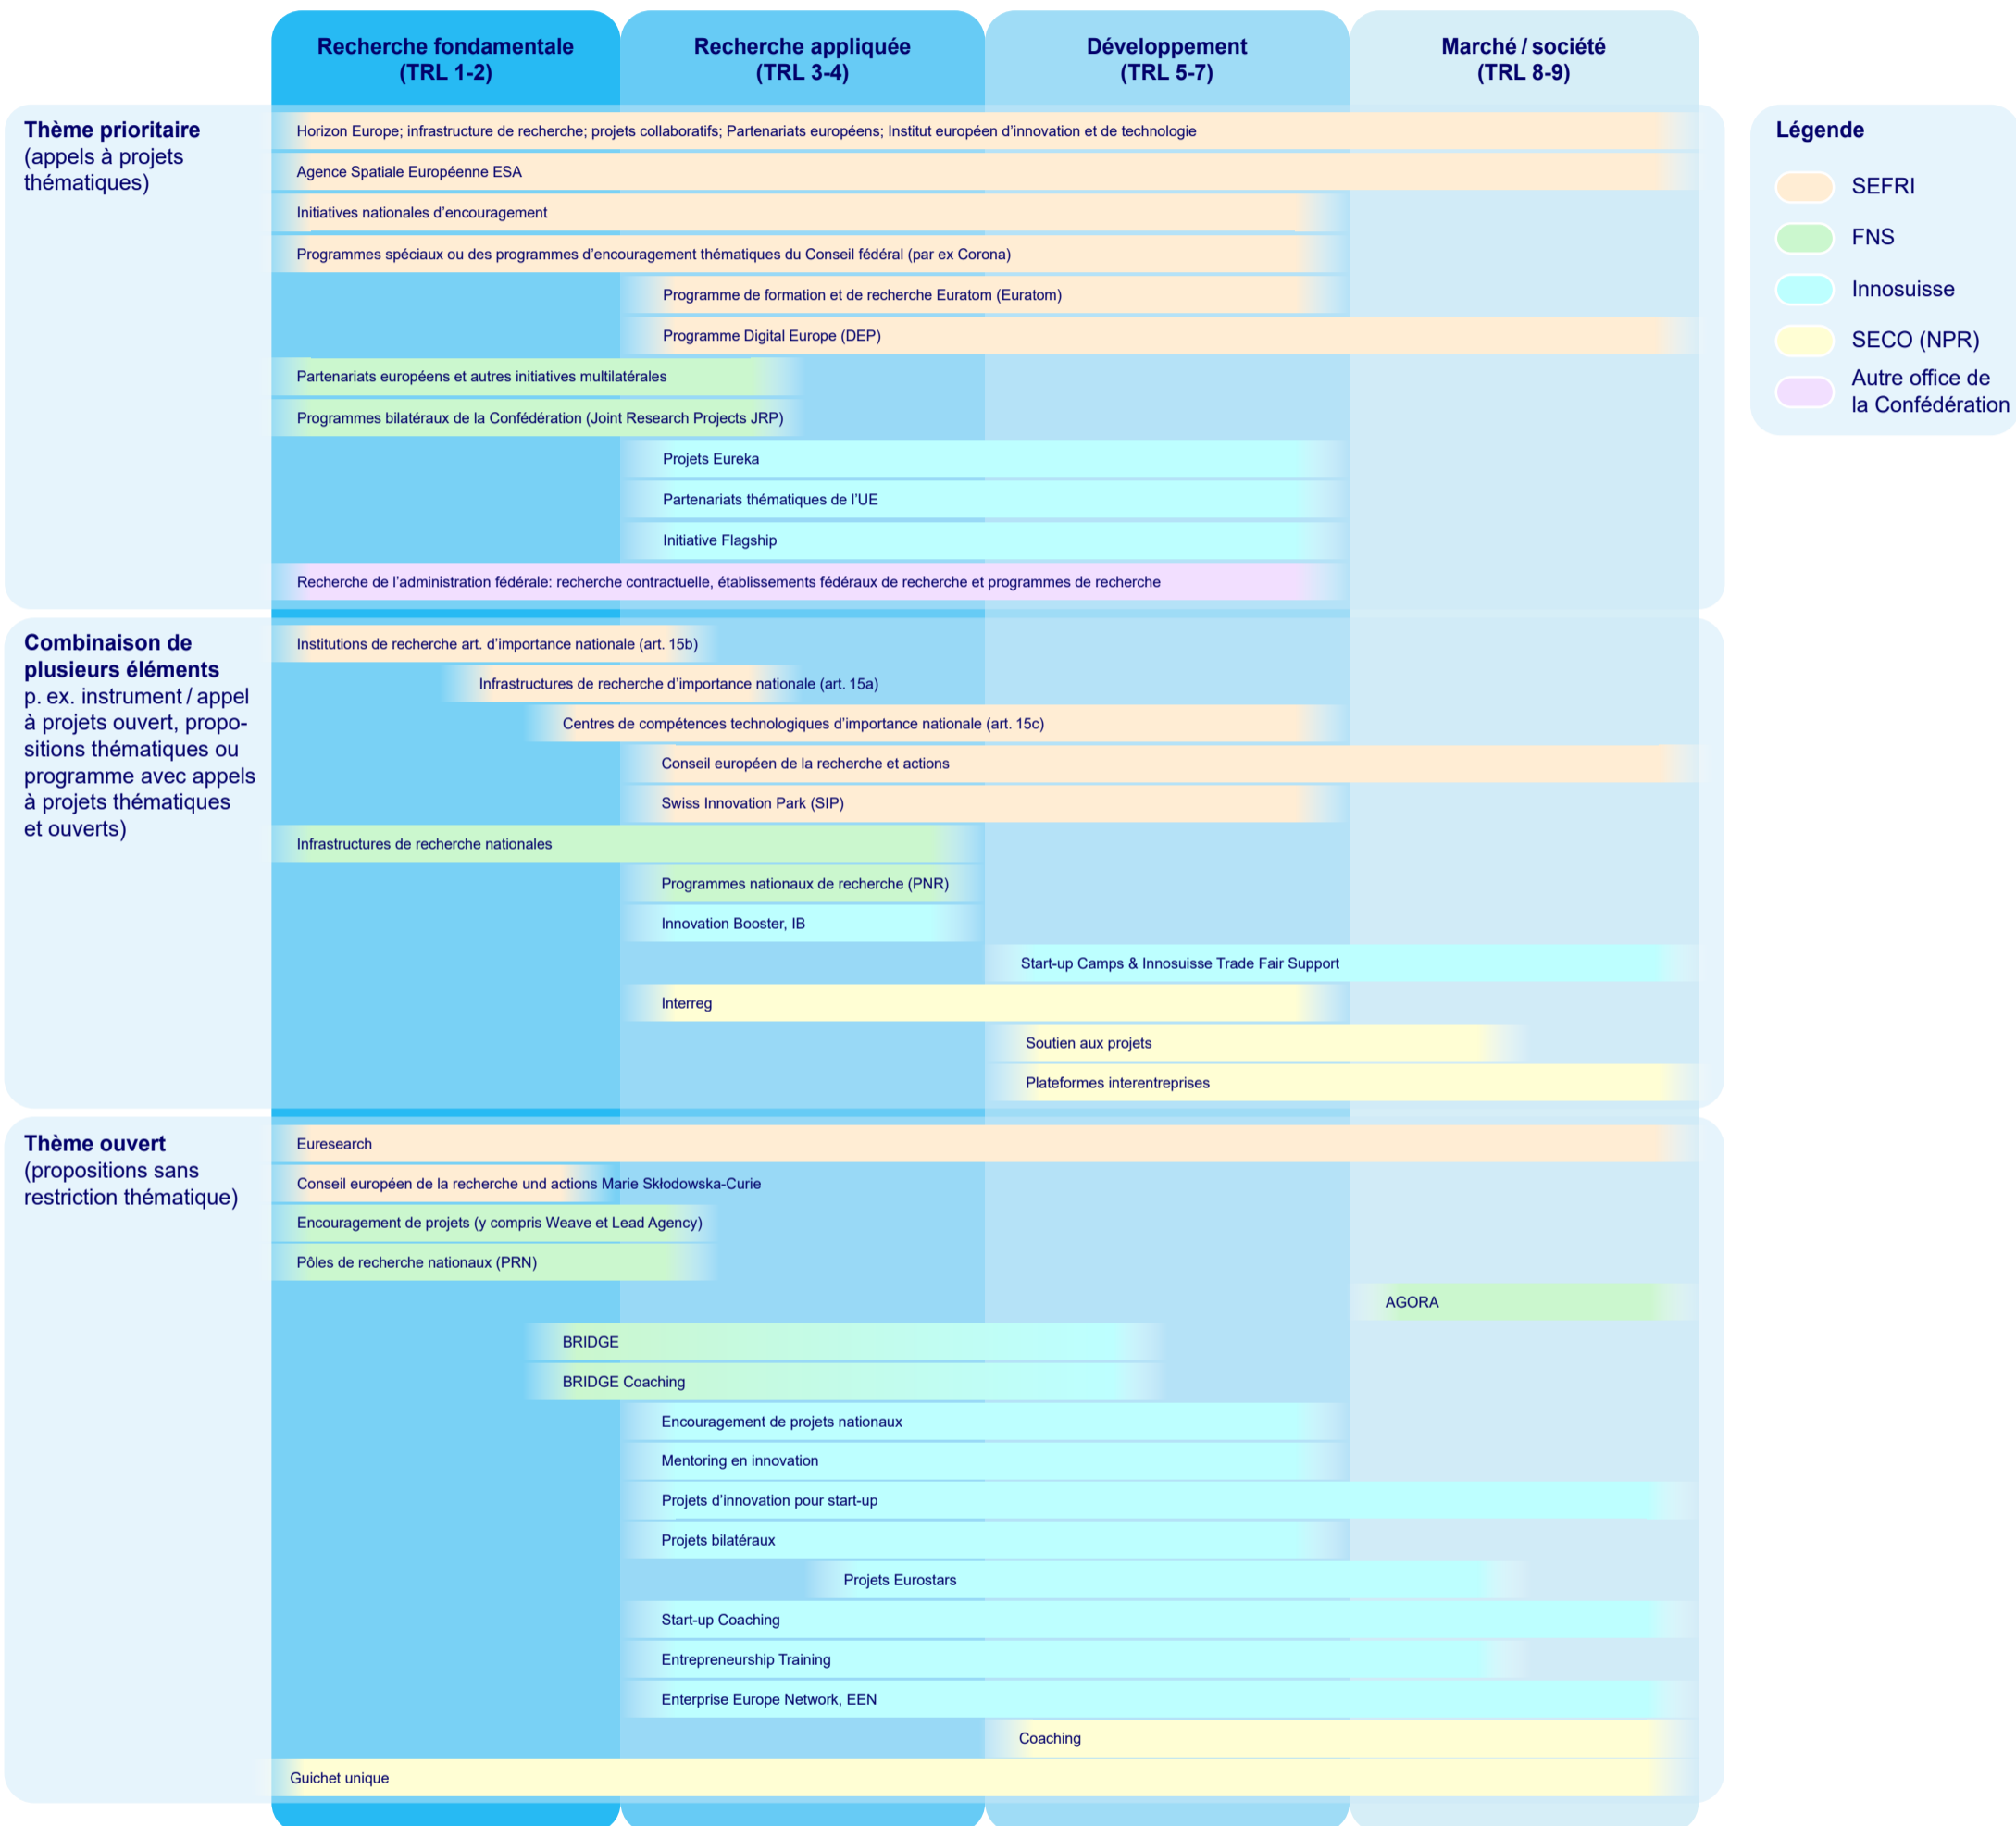 Recherche fondamentale
(TRL 1-2)
Recherche appliquée
(TRL 3-4)
Développement
(TRL 5-7)
Marché / société
(TRL 8-9)
Thème prioritaire
(appels à projets
thématiques)
Horizon Europe; infrastructure de recherche; projets collaboratifs; Partenariats européens; Institut européen d’innovation et de technologie
Agence Spatiale Européenne ESA
Initiatives nationales d’encouragement
Programmes spéciaux ou des programmes d’encouragement thématiques du Conseil fédéral (par ex Corona)
Programme de formation et de recherche Euratom (Euratom)
Programme Digital Europe (DEP)
Partenariats européens et autres initiatives multilatérales
Programmes bilatéraux de la Confédération (Joint Research Projects JRP)
Projets Eureka
Partenariats thématiques de l’UE
Initiative Flagship
Recherche de l’administration fédérale: recherche contractuelle, établissements fédéraux de recherche et programmes de recherche
Légende
SEFRI
FNS
Innosuisse
SECO (NPR)
Autre office de
la Confédération
Combinaison de
plusieurs éléments
p. ex. instrument / appel
à projets ouvert, propo-
sitions thématiques ou
programme avec appels
à projets thématiques
et ouverts)
Institutions de recherche art. d’importance nationale (art. 15b)
Infrastructures de recherche d’importance nationale (art. 15a)
Centres de compétences technologiques d’importance nationale (art. 15c)
Conseil européen de la recherche et actions
Swiss Innovation Park (SIP)
Infrastructures de recherche nationales
Programmes nationaux de recherche (PNR)
Innovation Booster, IB
Start-up Camps & Innosuisse Trade Fair Support
Interreg
Soutien aux projets
Plateformes interentreprises
Thème ouvert
(propositions sans
restriction thématique)
Euresearch
Conseil européen de la recherche und actions Marie Skłodowska-Curie
Encouragement de projets (y compris Weave et Lead Agency)
Pôles de recherche nationaux (PRN)
AGORA
BRIDGE
BRIDGE Coaching
Encouragement de projets nationaux
Mentoring en innovation
Projets d’innovation pour start-up
Projets bilatéraux
Projets Eurostars
Start-up Coaching
Entrepreneurship Training
Enterprise Europe Network, EEN
Coaching
Guichet unique